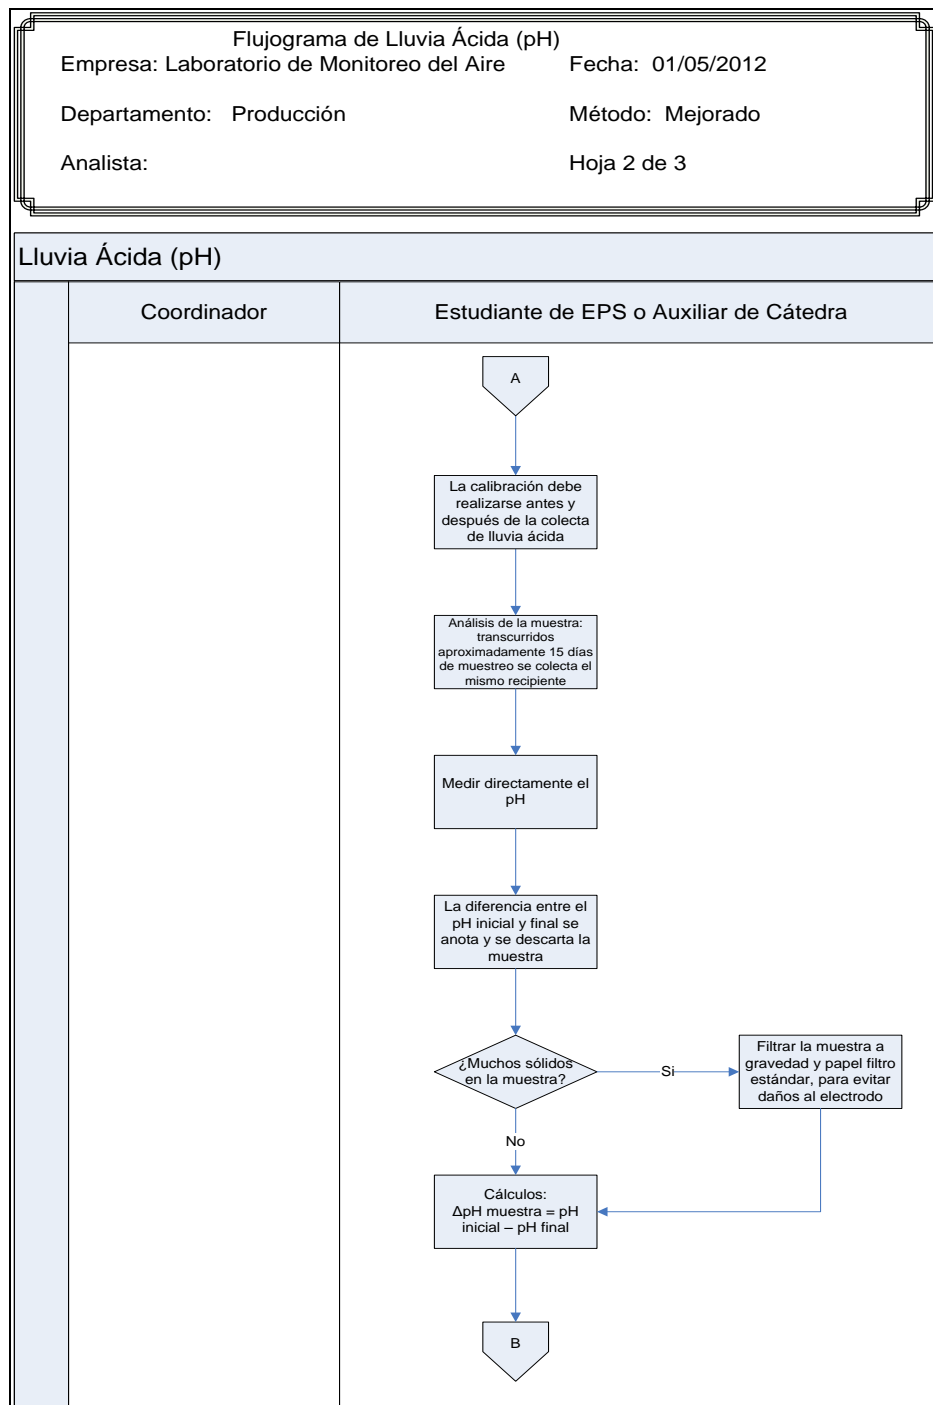 Flujograma de Lluvia Ácida (pH)
Empresa: Laboratorio de Monitoreo del Aire Fecha: 01/05/2012
Departamento: Producción Método: Mejorado
Analista: Hoja 2 de 3
Lluvia Ácida (pH)
Coordinador Estudiante de EPS o Auxiliar de Cátedra
A
La calibración debe
realizarse antes y
después de la colecta
de lluvia ácida
Análisis de la muestra:
transcurridos
aproximadamente 15 días
de muestreo se colecta el
mismo recipiente
Medir directamente el
pH
La diferencia entre el
pH inicial y final se
anota y se descarta la
muestra
¿Muchos sólidos
en la muestra?
Si
Filtrar la muestra a
gravedad y papel filtro
estándar, para evitar
daños al electrodo
No
Cálculos:
ΔpH muestra = pH
inicial – pH final
B